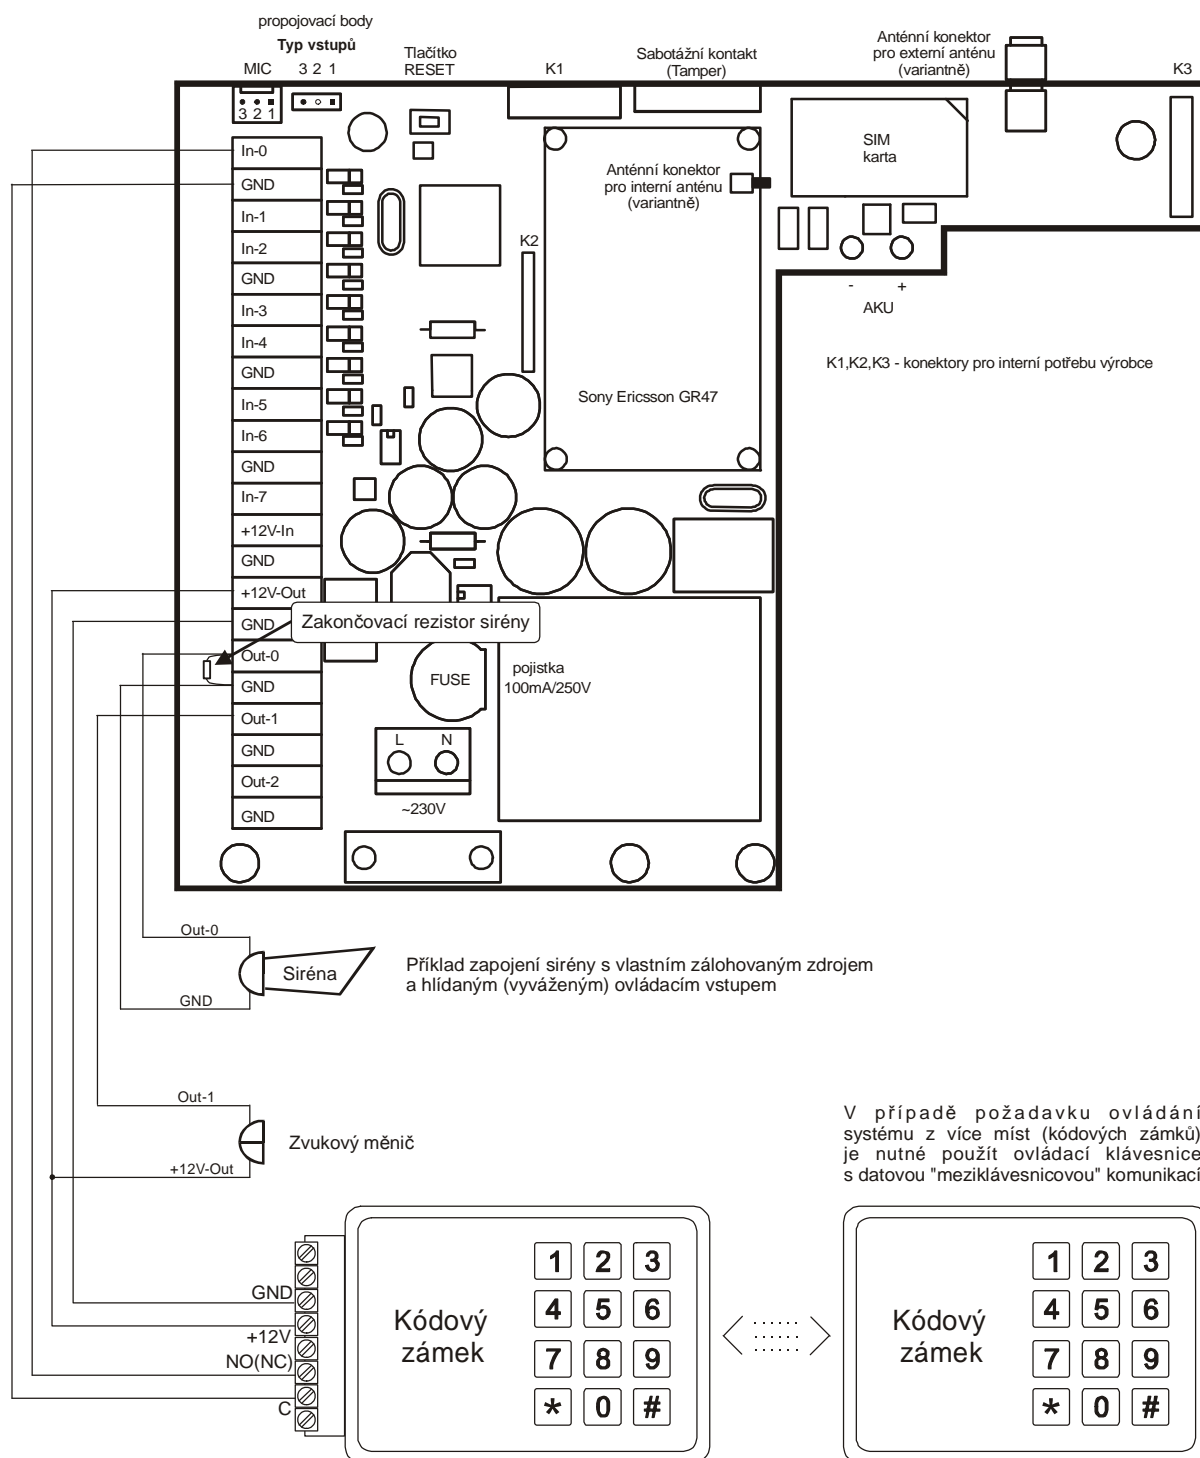 propojovací body
Typ vstupů
MIC
3 2 1
Tlačítko
RESET
K1
Sabotážní kontakt
(Tamper)
Anténní konektor
pro externí anténu
(variantně)
K3
3 2 1
In-0
GND
In-1
In-2
GND
In-3
In-4
GND
In-5
In-6
GND
In-7
+12V-In
GND
+12V-Out
GND
Out-0
GND
Out-1
GND
Out-2
GND
K2
Anténní konektor
pro interní anténu
(variantně)
SIM
karta
- +
AKU
K1,K2,K3 - konektory pro interní potřebu výrobce
Sony Ericsson GR47
Zakončovací rezistor sirény
FUSE
pojistka
100mA/250V
L N
~230V
Out-0
Siréna
GND
Příklad zapojení sirény s vlastním zálohovaným zdrojem
a hlídaným (vyváženým) ovládacím vstupem
Out-1
Zvukový měnič
+12V-Out
V případě požadavku ovládání
systému z více míst (kódových zámků)
je nutné použít ovládací klávesnice
s datovou "meziklávesnicovou" komunikací
GND
+12V
NO(NC)
C
Kódový
zámek
1 2 3
4 5 6
7 8 9
* 0 #
Kódový
zámek
1 2 3
4 5 6
7 8 9
* 0 #